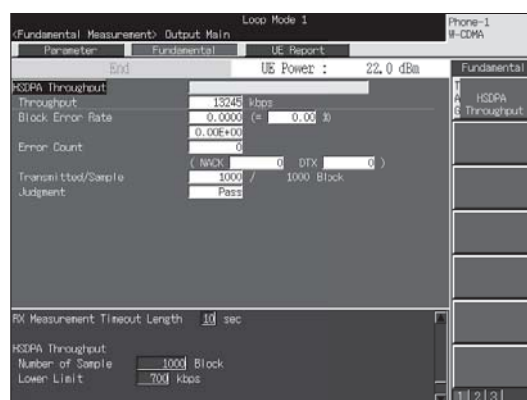 Loop Mode 1
Phone-1
<Fundamental Measurement> Output Main
W-CDMA
Parameter Fundamental UE Report
End UE Power : 22.0 dBm Fundamental
HSDPA Throughput
Throughput 13245 kbps
HSDPA Throughput
Block Error Rate 0.0000 (= 0.00 %)
0.00E+00
Error Count 0
( NACK 0 DTX 0 )
Transmitted/Sample 1000 / 1000 Block
Judgment Pass
RX Measurement Timeout Length 10 sec
HSDPA Throughput
Number of Sample 1000 Block
Lower Limit 700 kbps
1 2 3